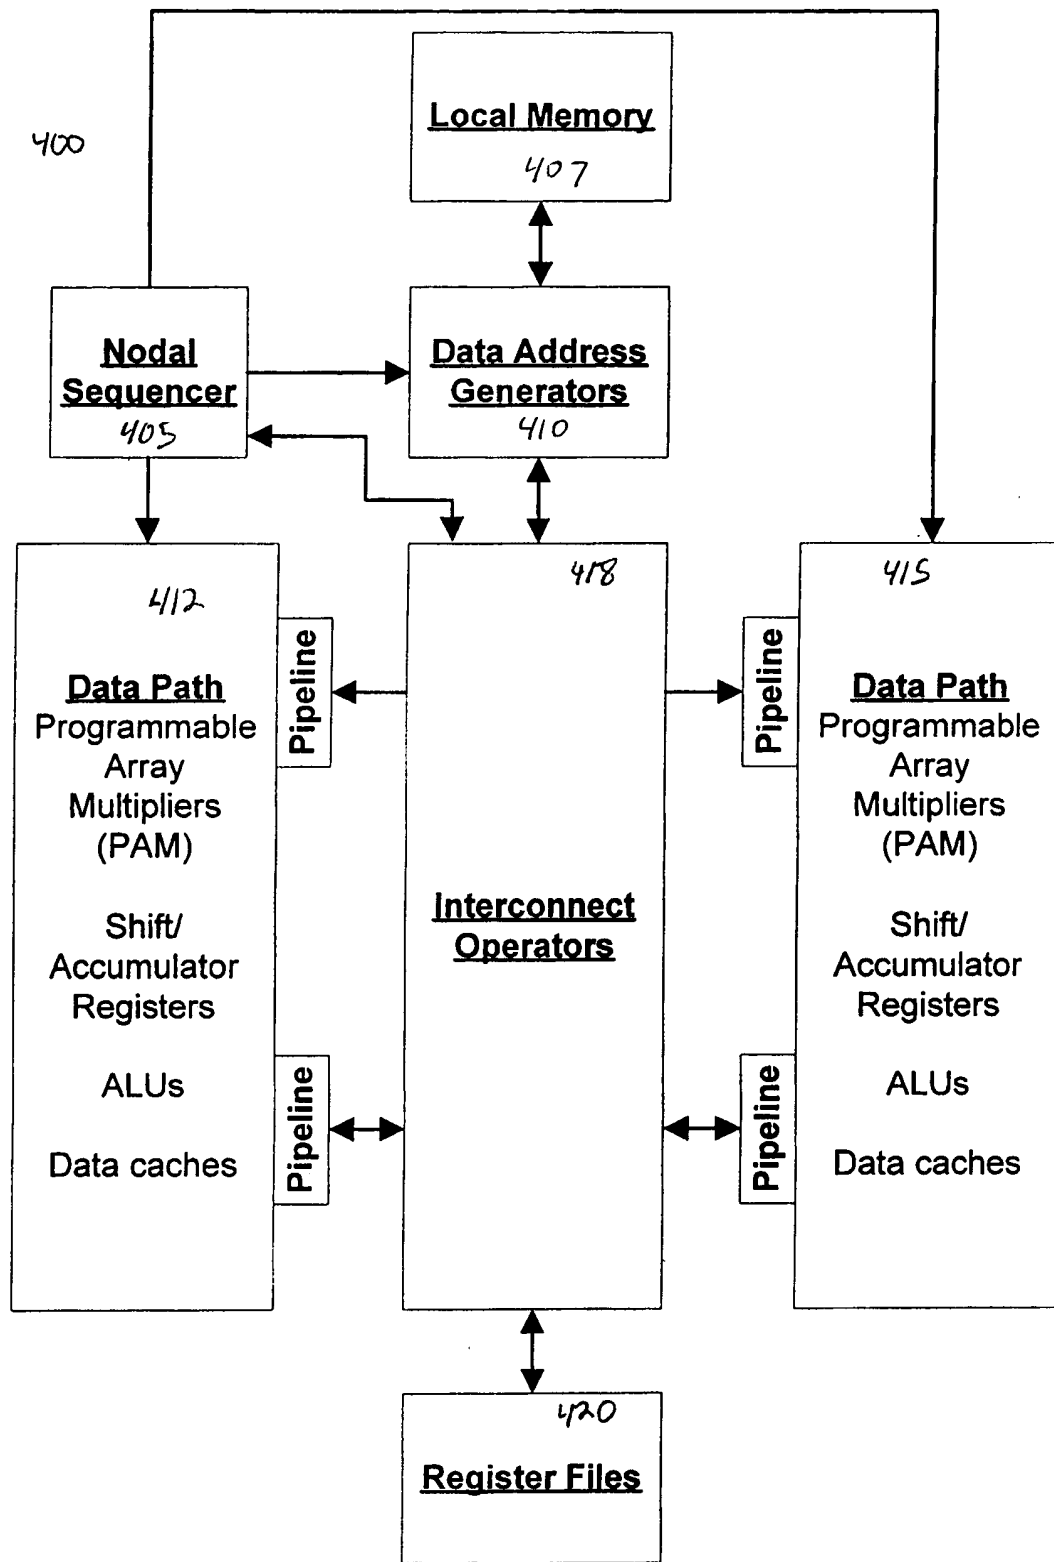 400
Local Memory
407
Nodal
Sequencer
405
Data Address
Generators
410
412
Data Path
Programmable
Array
Multipliers
(PAM)
Shift/
Accumulator
Registers
ALUs
Data caches
Pipeline
Pipeline
418
Interconnect
Operators
Pipeline
Pipeline
415
Data Path
Programmable
Array
Multipliers
(PAM)
Shift/
Accumulator
Registers
ALUs
Data caches
420
Register Files